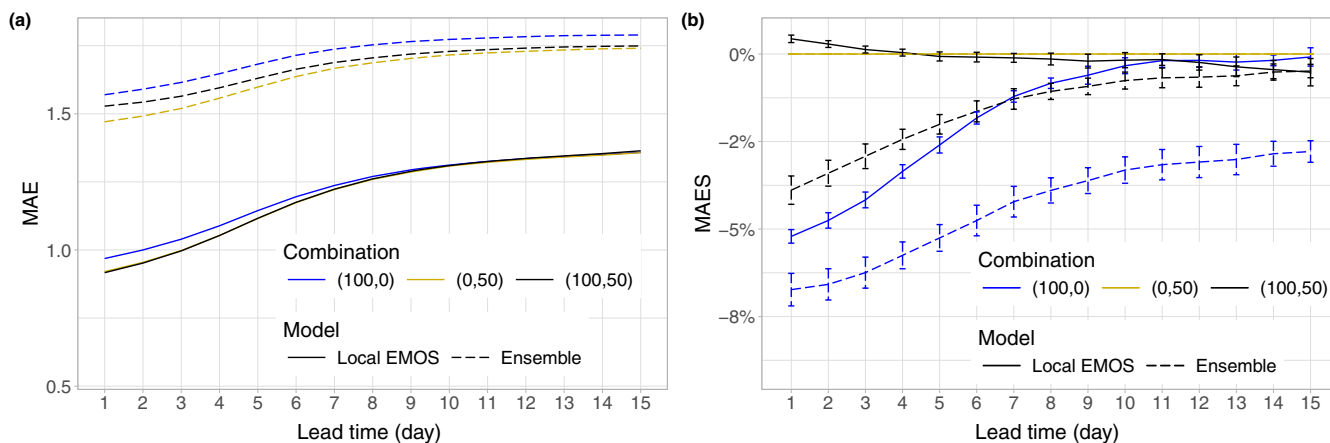 (a)
MAE
1.5
1.0
0.5
Combination
(100,0) (0,50) (100,50)
Model
Local EMOS Ensemble
1 2 3 4 5 6 7 8 9 10 11 12 13 14 15
Lead time (day)
(b)
MAES
0%
−2%
−5%
−8%
Combination
(100,0) (0,50) (100,50)
Model
Local EMOS Ensemble
1 2 3 4 5 6 7 8 9 10 11 12 13 14 15
Lead time (day)